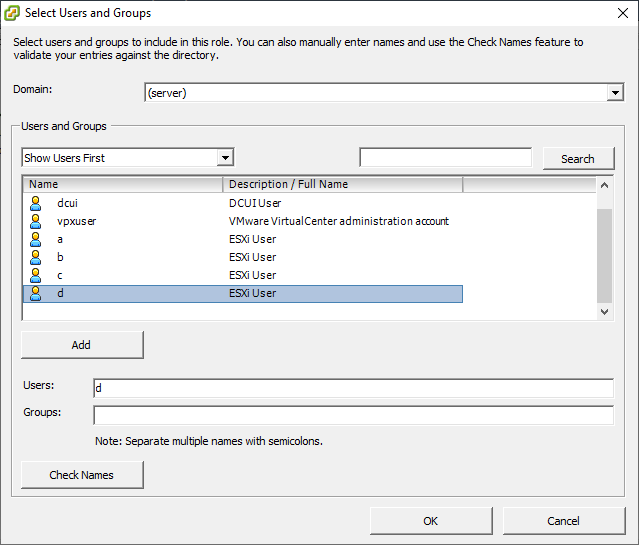 Select Users and Groups
Select users and groups to include in this role. You can also manually enter names and use the Check Names feature to
validate your entries against the directory.
Domain: (server)
Users and Groups
Show Users First Search
Name Description / Full Name
dcui DCUI User
vpxuser VMware VirtualCenter administration account
a ESXi User
b ESXi User
c ESXi User
d ESXi User
Add
Users: d
Groups:
Note: Separate multiple names with semicolons.
Check Names
OK Cancel